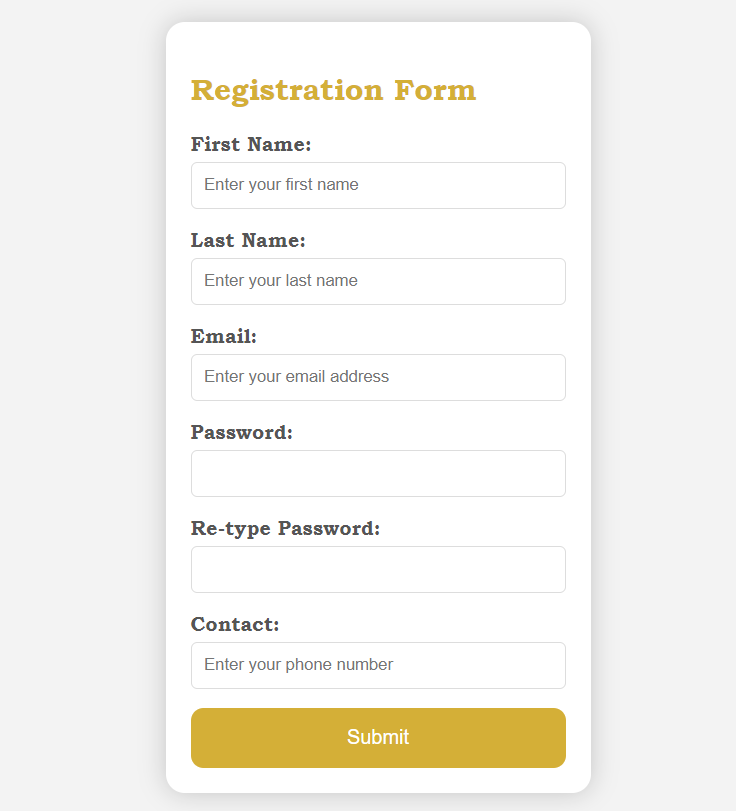 Registration Form
First Name:
Enter your first name
Last Name:
Enter your last name
Email:
Enter your email address
Password:
Re-type Password:
Contact:
Enter your phone number
Submit